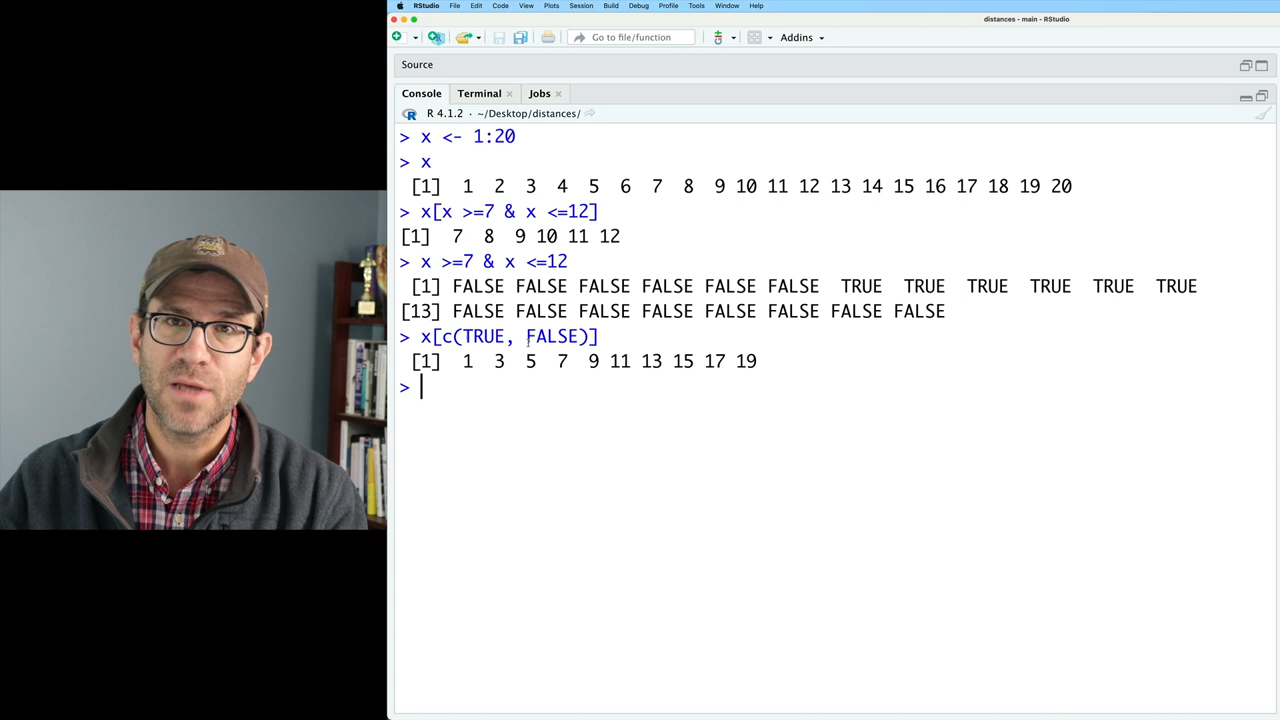 RStudio File Edit Code View Plots Session Build Debug Profile Tools Window Help
distances - main - RStudio
Go to file/function Addins
Source
Console Terminal Jobs
R 4.1.2 · ~/Desktop/distances/
> x <- 1:20
> x
[1] 1 2 3 4 5 6 7 8 9 10 11 12 13 14 15 16 17 18 19 20
> x[x >=7 & x <=12]
[1] 7 8 9 10 11 12
> x >=7 & x <=12
[1] FALSE FALSE FALSE FALSE FALSE FALSE TRUE TRUE TRUE TRUE TRUE TRUE
[13] FALSE FALSE FALSE FALSE FALSE FALSE FALSE FALSE
> x[c(TRUE, FALSE)]
[1] 1 3 5 7 9 11 13 15 17 19
>